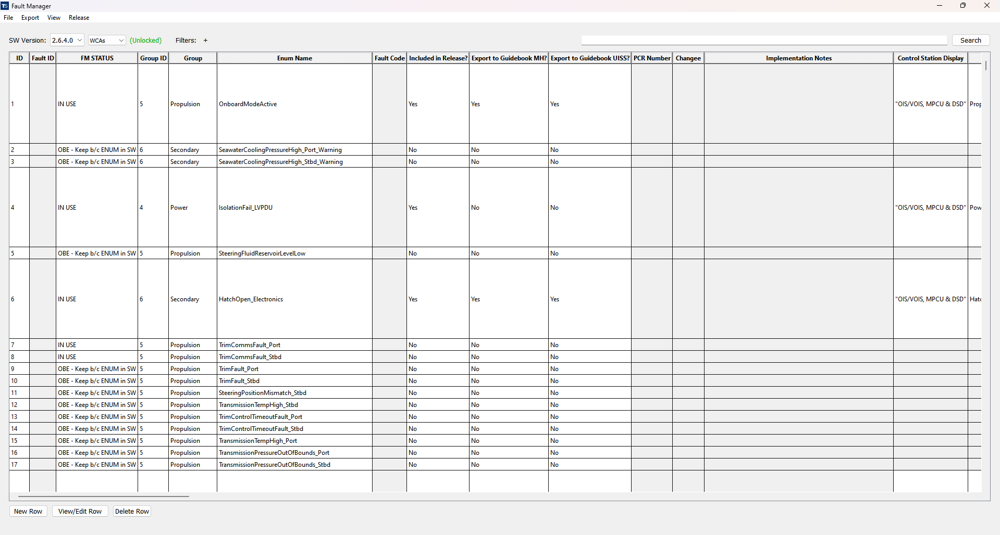 TS Fault Manager
File Export View Release
SW Version: 2.6.4.0 WCAs (Unlocked) Filters: + Search
ID Fault ID FM STATUS Group ID Group Enum Name Fault Code Included in Release? Export to Guidebook MH? Export to Guidebook UISS? PCR Number Changee Implementation Notes Control Station Display
1 IN USE 5 Propulsion OnboardModeActive Yes Yes Yes "OIS/VOIS, MPCU & DSD" Prop
2 OBE - Keep b/c ENUM in SW 6 Secondary SeawaterCoolingPressureHigh_Port_Warning No No No
3 OBE - Keep b/c ENUM in SW 6 Secondary SeawaterCoolingPressureHigh_Stbd_Warning No No No
4 IN USE 4 Power IsolationFail_LVPDU Yes No No "OIS/VOIS, MPCU & DSD" Pow
5 OBE - Keep b/c ENUM in SW 5 Propulsion SteeringFluidReservoirLevelLow No No No
6 IN USE 6 Secondary HatchOpen_Electronics Yes Yes Yes "OIS/VOIS, MPCU & DSD" Hatc
7 IN USE 5 Propulsion TrimCommsFault_Port No No No
8 IN USE 5 Propulsion TrimCommsFault_Stbd No No No
9 OBE - Keep b/c ENUM in SW 5 Propulsion TrimFault_Port No No No
10 OBE - Keep b/c ENUM in SW 5 Propulsion TrimFault_Stbd No No No
11 OBE - Keep b/c ENUM in SW 5 Propulsion SteeringPositionMismatch_Stbd No No No
12 OBE - Keep b/c ENUM in SW 5 Propulsion TransmissionTempHigh_Stbd No No No
13 OBE - Keep b/c ENUM in SW 5 Propulsion TrimControlTimeoutFault_Port No No No
14 OBE - Keep b/c ENUM in SW 5 Propulsion TrimControlTimeoutFault_Stbd No No No
15 OBE - Keep b/c ENUM in SW 5 Propulsion TransmissionTempHigh_Port No No No
16 OBE - Keep b/c ENUM in SW 5 Propulsion TransmissionPressureOutOfBounds_Port No No No
17 OBE - Keep b/c ENUM in SW 5 Propulsion TransmissionPressureOutOfBounds_Stbd No No No
New Row View/Edit Row Delete Row